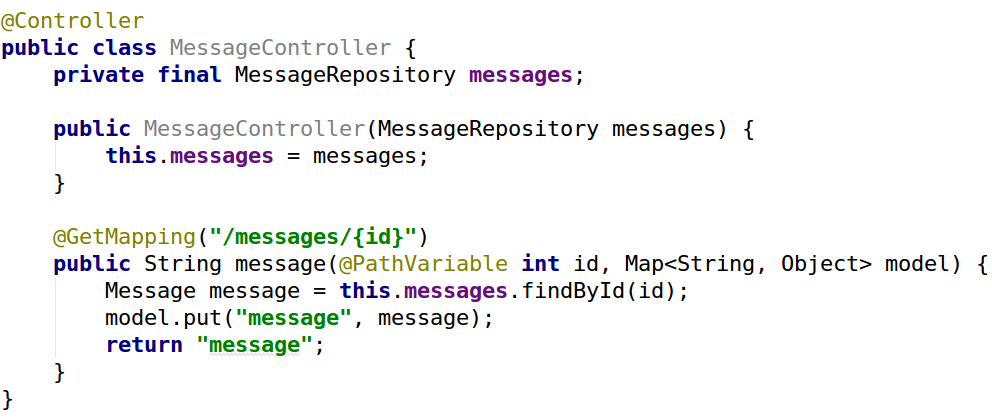 @Controller
public class MessageController {
    private final MessageRepository messages;

    public MessageController(MessageRepository messages) {
        this.messages = messages;
    }

    @GetMapping("/messages/{id}")
    public String message(@PathVariable int id, Map<String, Object> model) {
        Message message = this.messages.findById(id);
        model.put("message", message);
        return "message";
    }
}